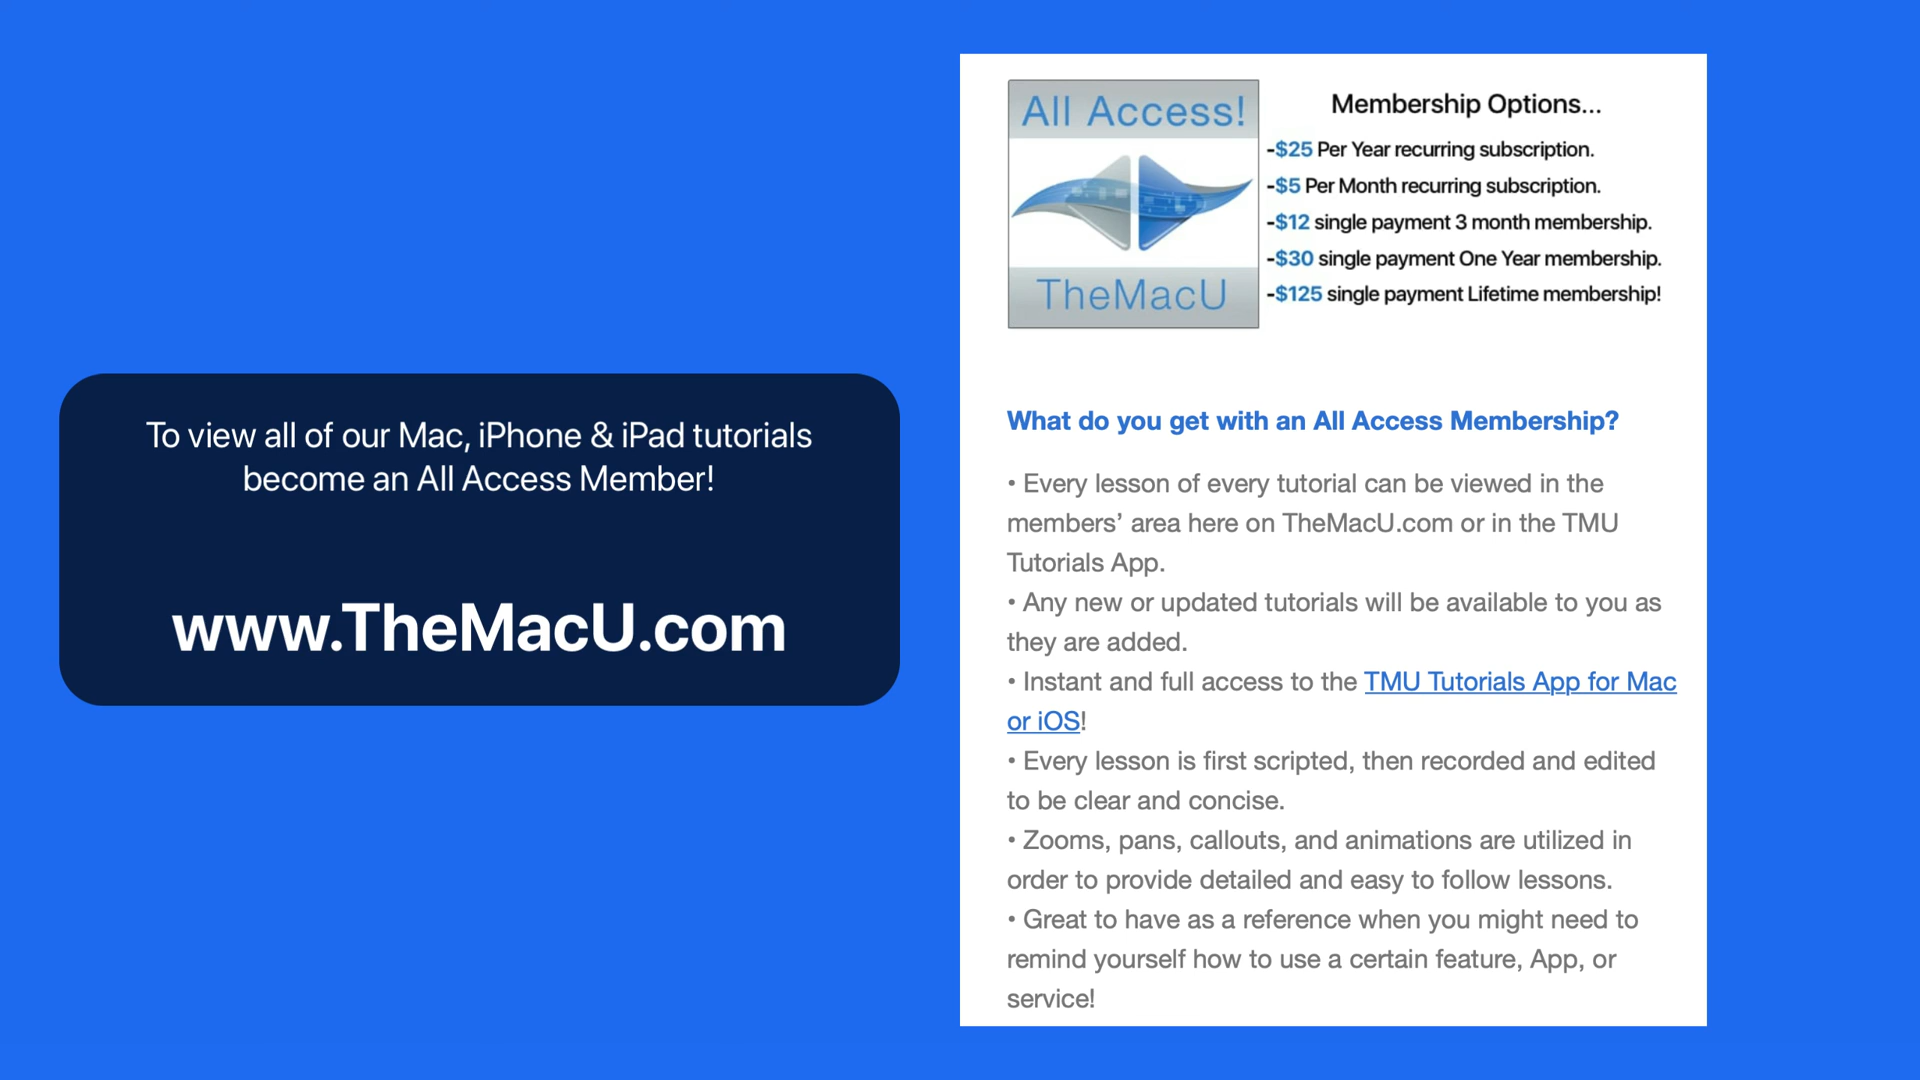 To view all of our Mac, iPhone & iPad tutorials
become an All Access Member!
www.TheMacU.com
All Access!
TheMacU
Membership Options...
-$25 Per Year recurring subscription.
-$5 Per Month recurring subscription.
-$12 single payment 3 month membership.
-$30 single payment One Year membership.
-$125 single payment Lifetime membership!
What do you get with an All Access Membership?
• Every lesson of every tutorial can be viewed in the
members’ area here on TheMacU.com or in the TMU
Tutorials App.
• Any new or updated tutorials will be available to you as
they are added.
• Instant and full access to the TMU Tutorials App for Mac
or iOS!
• Every lesson is first scripted, then recorded and edited
to be clear and concise.
• Zooms, pans, callouts, and animations are utilized in
order to provide detailed and easy to follow lessons.
• Great to have as a reference when you might need to
remind yourself how to use a certain feature, App, or
service!